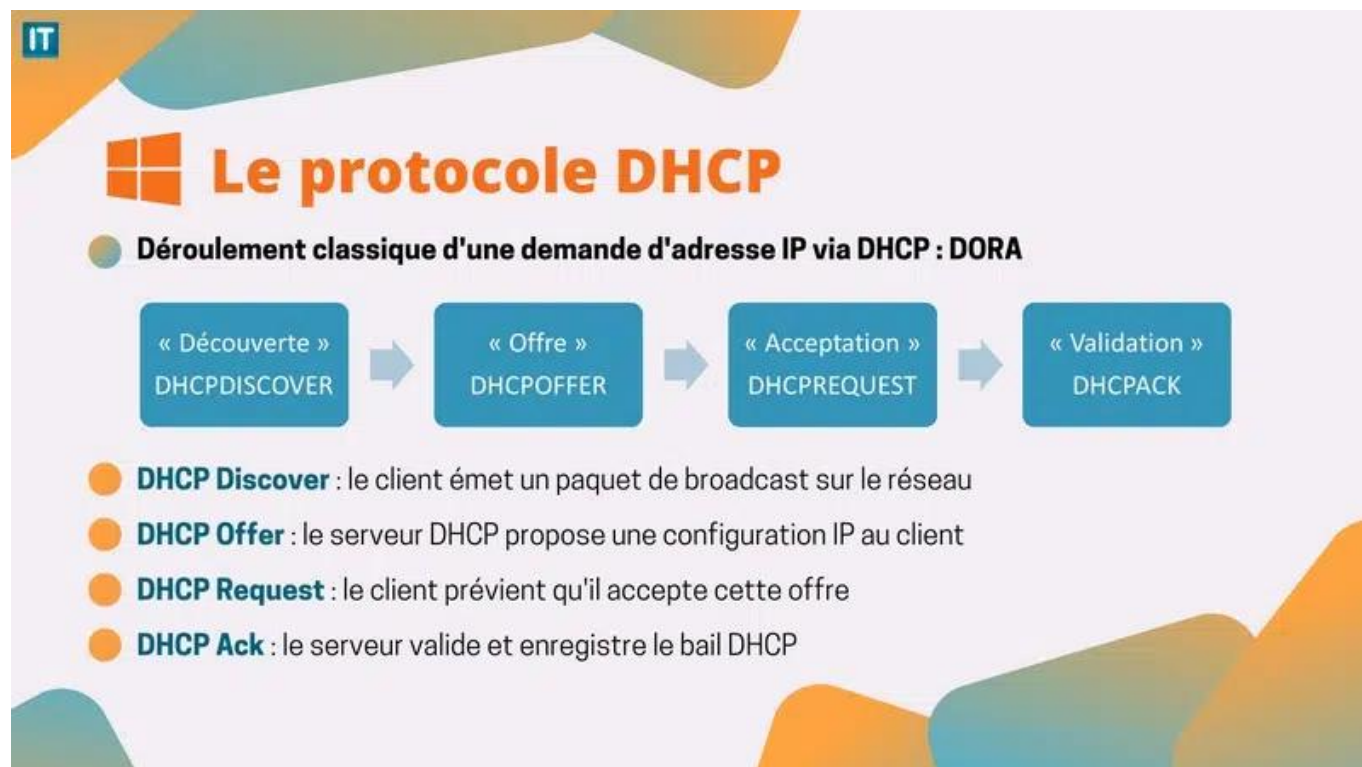 IT
Le protocole DHCP
Déroulement classique d'une demande d'adresse IP via DHCP : DORA
« Découverte »
DHCPDISCOVER
« Offre »
DHCPOFFER
« Acceptation »
DHCPREQUEST
« Validation »
DHCPACK
DHCP Discover : le client émet un paquet de broadcast sur le réseau
DHCP Offer : le serveur DHCP propose une configuration IP au client
DHCP Request : le client prévient qu'il accepte cette offre
DHCP Ack : le serveur valide et enregistre le bail DHCP